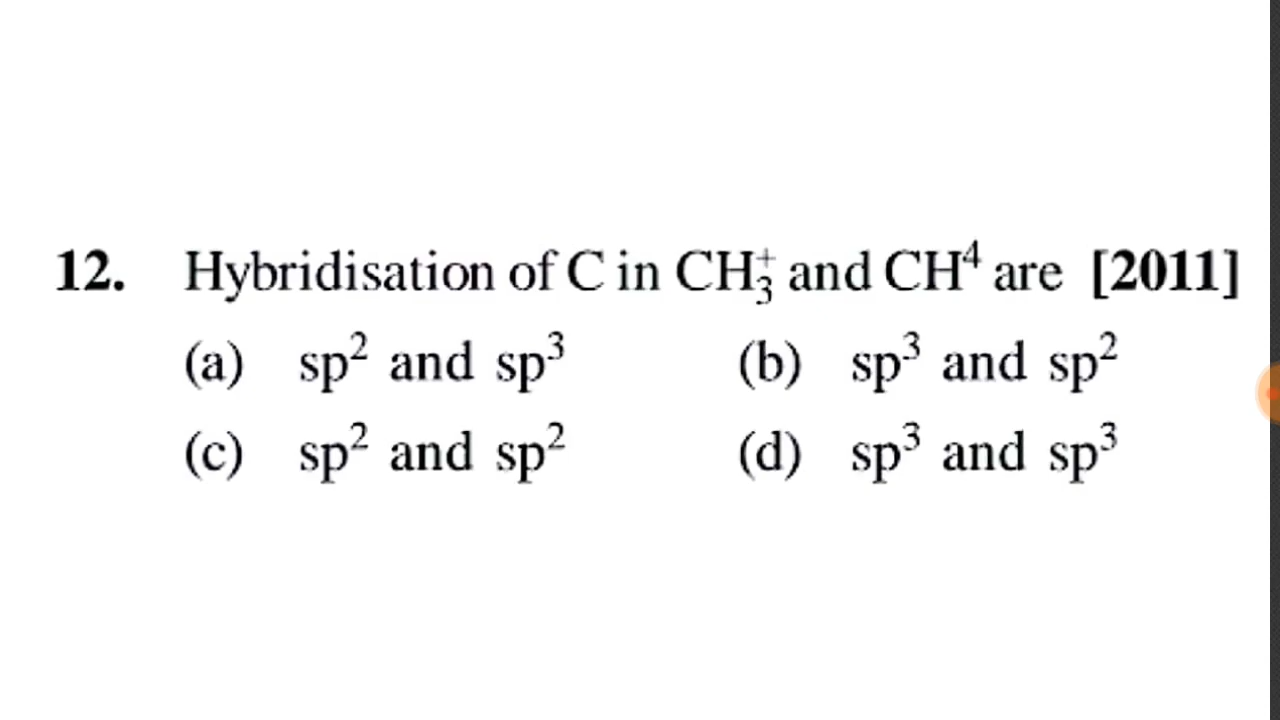 12. Hybridisation of C in CH₃⁺ and CH⁴ are [2011]
(a) sp² and sp³ (b) sp³ and sp²
(c) sp² and sp² (d) sp³ and sp³